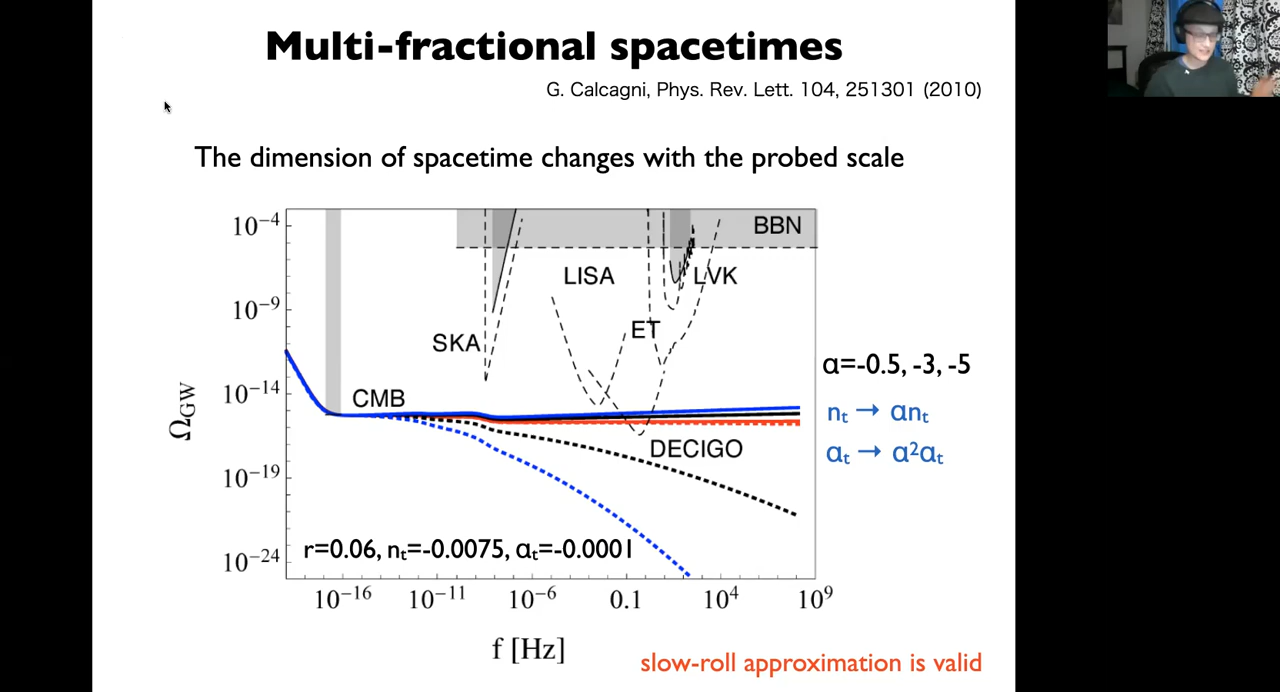 Multi-fractional spacetimes
G. Calcagni, Phys. Rev. Lett. 104, 251301 (2010)
The dimension of spacetime changes with the probed scale
10⁻⁴
BBN
LISA
LVK
10⁻⁹
SKA
ET
α=-0.5, -3, -5
10⁻¹⁴
CMB
nₜ → αnₜ
Ω_GW
DECIGO
αₜ → α²αₜ
10⁻¹⁹
10⁻²⁴
r=0.06, nₜ=-0.0075, αₜ=-0.0001
10⁻¹⁶ 10⁻¹¹ 10⁻⁶ 0.1 10⁴ 10⁹
f [Hz]
slow-roll approximation is valid